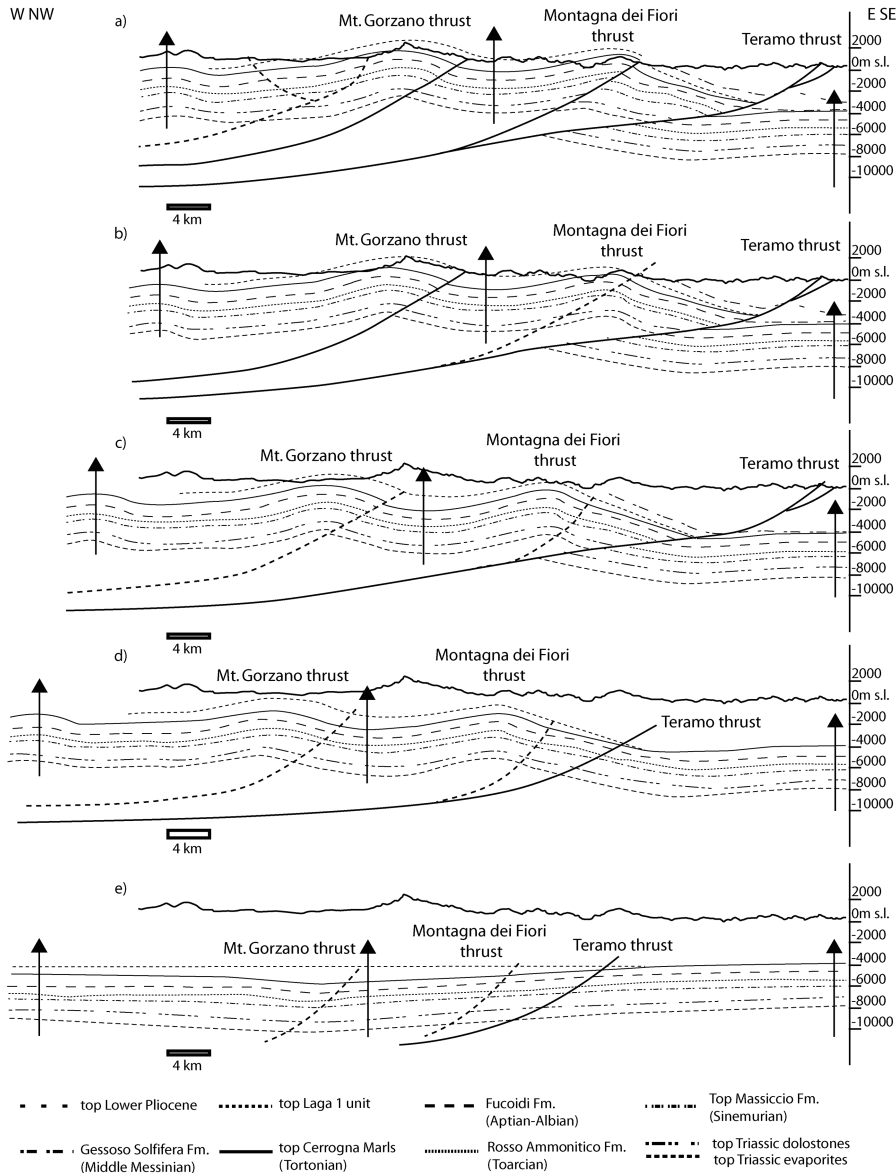 W NW
E SE
a)
Mt. Gorzano thrust
Montagna dei Fiori
thrust
Teramo thrust
2000
0m s.l.
-2000
-4000
-6000
-8000
-10000
4 km
b)
Mt. Gorzano thrust
Montagna dei Fiori
thrust
Teramo thrust
2000
0m s.l.
-2000
-4000
-6000
-8000
-10000
4 km
c)
Mt. Gorzano thrust
Montagna dei Fiori
thrust
Teramo thrust
2000
0m s.l.
-2000
-4000
-6000
-8000
-10000
4 km
d)
Mt. Gorzano thrust
Montagna dei Fiori
thrust
Teramo thrust
2000
0m s.l.
-2000
-4000
-6000
-8000
-10000
4 km
e)
Mt. Gorzano thrust
Montagna dei Fiori
thrust
Teramo thrust
2000
0m s.l.
-2000
-4000
-6000
-8000
-10000
4 km
top Lower Pliocene
top Laga 1 unit
Fucoidi Fm.
(Aptian-Albian)
Top Massiccio Fm.
(Sinemurian)
Gessoso Solfifera Fm.
(Middle Messinian)
top Cerrogna Marls
(Tortonian)
Rosso Ammonitico Fm.
(Toarcian)
top Triassic dolostones
top Triassic evaporites